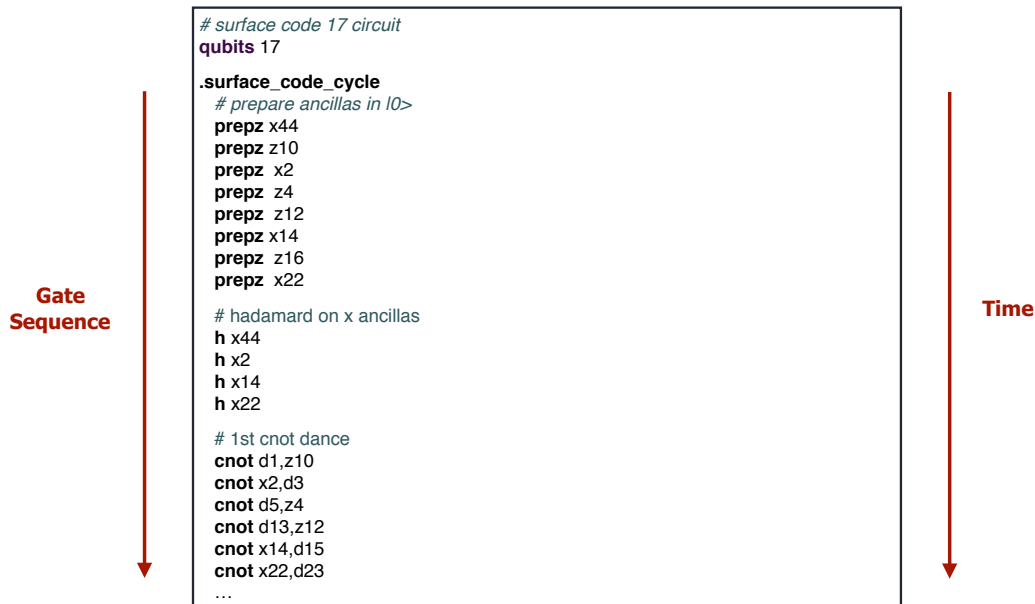 # surface code 17 circuit
qubits 17
.surface_code_cycle
# prepare ancillas in |0>
prepz x44
prepz z10
prepz x2
prepz z4
prepz z12
prepz x14
prepz z16
prepz x22
# hadamard on x ancillas
h x44
h x2
h x14
h x22
# 1st cnot dance
cnot d1,z10
cnot x2,d3
cnot d5,z4
cnot d13,z12
cnot x14,d15
cnot x22,d23
…
Gate
Sequence
Time